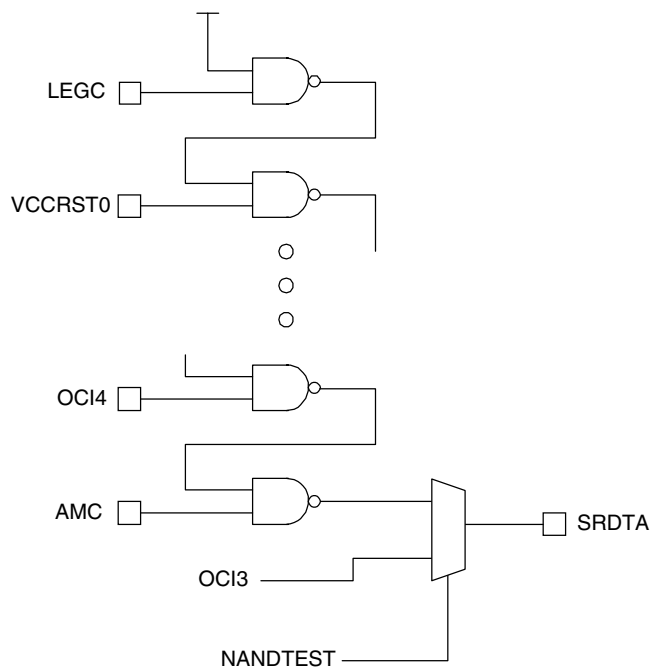 LEGC
VCCRST0
OCI4
AMC
SRDTA
OCI3
NANDTEST